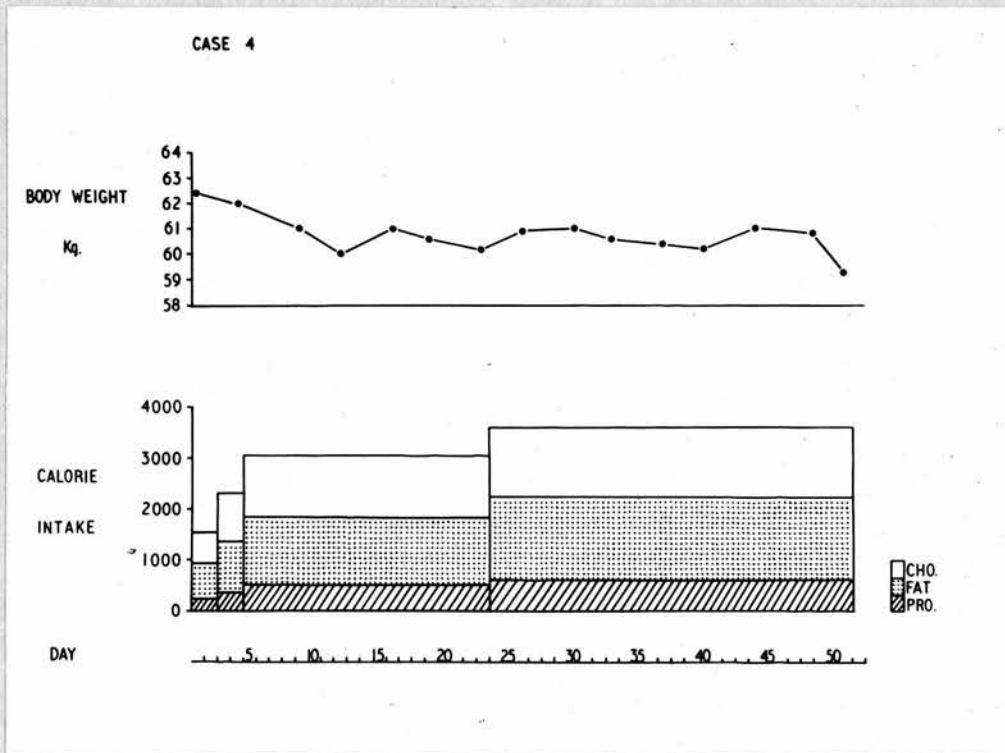 CASE 4
64
63
62
61
60
59
58
BODY WEIGHT
Kg.
4000
3000
2000
1000
0
CALORIE
INTAKE
CHO.
FAT
PRO.
DAY
5 10 15 20 25 30 35 40 45 50